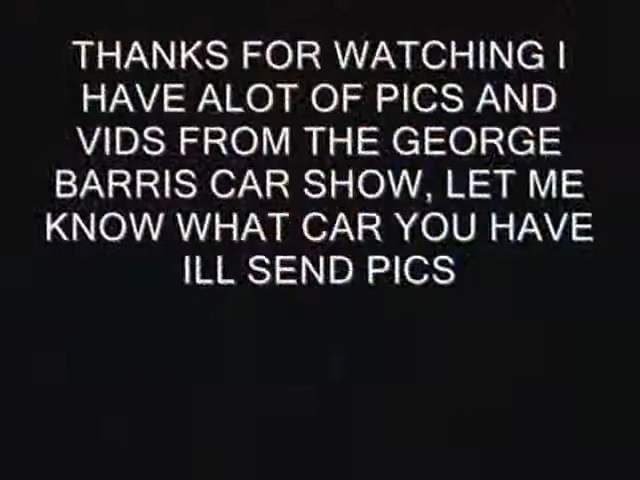 THANKS FOR WATCHING I
HAVE ALOT OF PICS AND
VIDS FROM THE GEORGE
BARRIS CAR SHOW, LET ME
KNOW WHAT CAR YOU HAVE
ILL SEND PICS